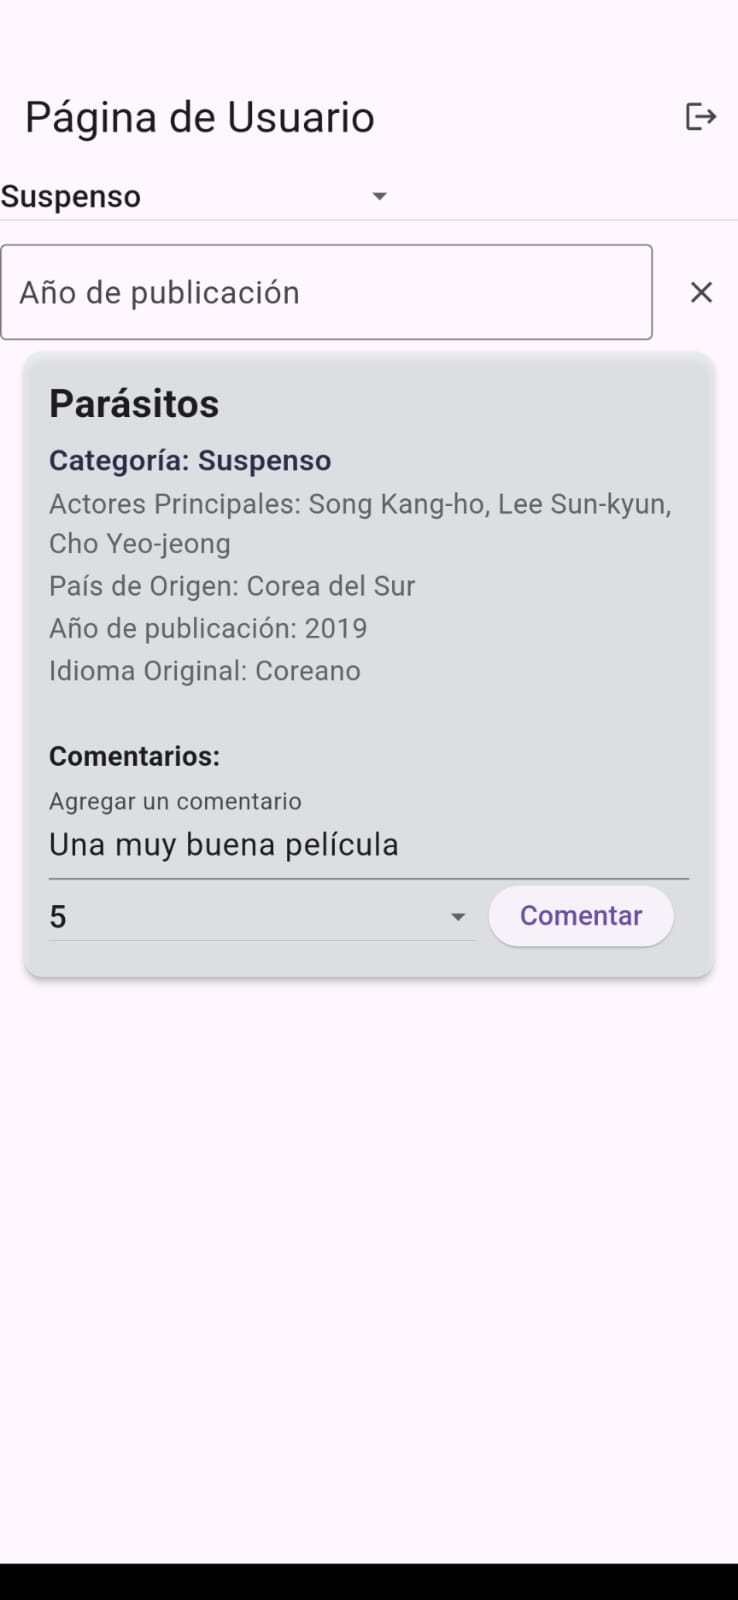 Página de Usuario
Suspenso
Año de publicación
Parásitos
Categoría: Suspenso
Actores Principales: Song Kang-ho, Lee Sun-kyun,
Cho Yeo-jeong
País de Origen: Corea del Sur
Año de publicación: 2019
Idioma Original: Coreano
Comentarios:
Agregar un comentario
Una muy buena película
5
Comentar